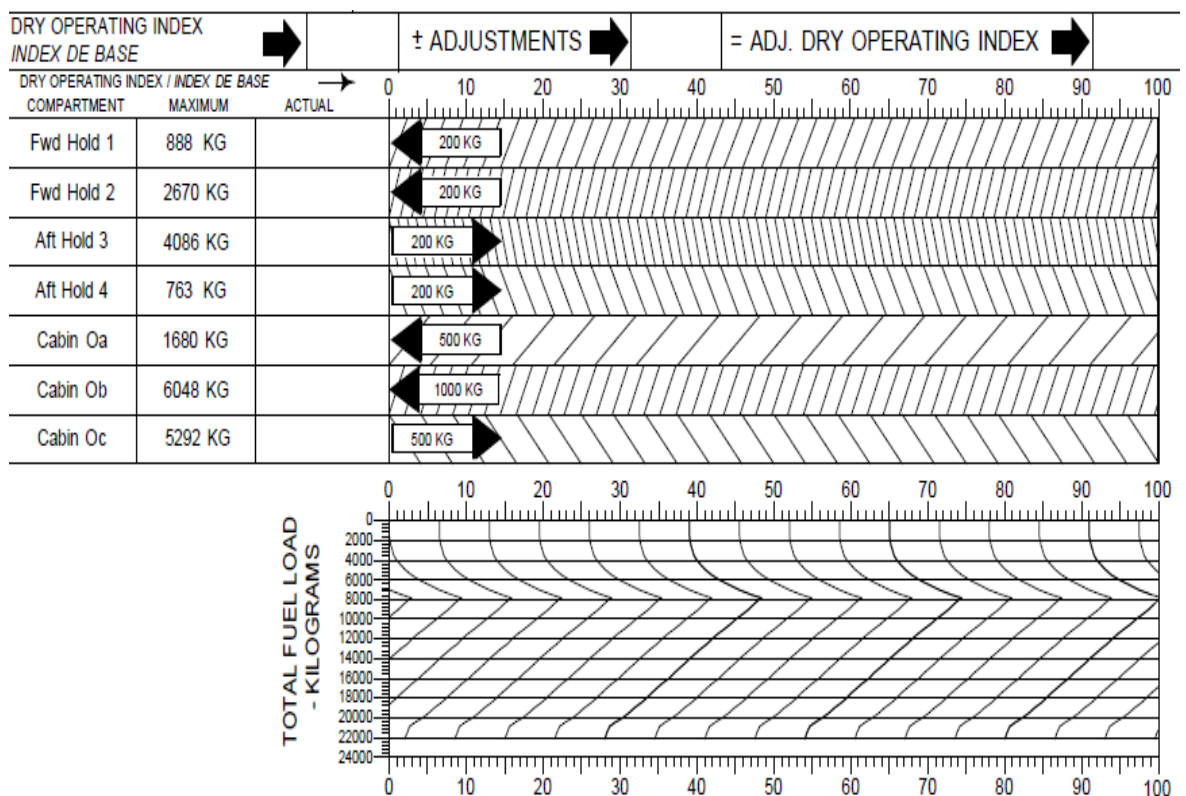 DRY OPERATING INDEX
INDEX DE BASE
± ADJUSTMENTS
= ADJ. DRY OPERATING INDEX
DRY OPERATING INDEX / INDEX DE BASE
COMPARTMENT MAXIMUM ACTUAL
0 10 20 30 40 50 60 70 80 90 100
Fwd Hold 1 888 KG 200 KG
Fwd Hold 2 2670 KG 200 KG
Aft Hold 3 4086 KG 200 KG
Aft Hold 4 763 KG 200 KG
Cabin Oa 1680 KG 500 KG
Cabin Ob 6048 KG 1000 KG
Cabin Oc 5292 KG 500 KG
0 10 20 30 40 50 60 70 80 90 100
TOTAL FUEL LOAD
- KILOGRAMS
0
2000
4000
6000
8000
10000
12000
14000
16000
18000
20000
22000
24000
0 10 20 30 40 50 60 70 80 90 100